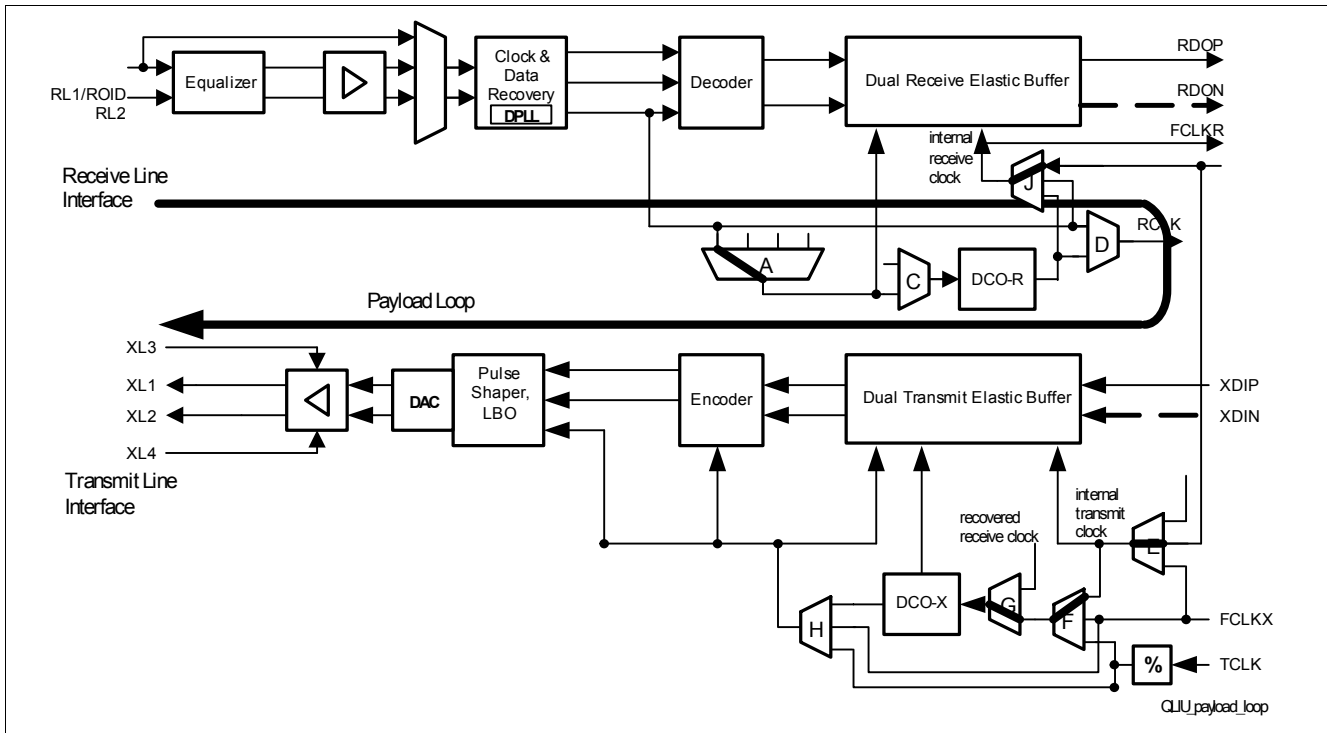 RL1/ROID
RL2
Equalizer
Clock &
Data
Recovery
DPLL
Decoder
Dual Receive Elastic Buffer
RDOP
RDON
FCLKR
internal
receive
clock
J
Receive Line
Interface
A
C
DCO-R
D
RCLK
Payload Loop
XL3
XL1
XL2
XL4
DAC
Pulse
Shaper,
LBO
Encoder
Dual Transmit Elastic Buffer
XDIP
XDIN
Transmit Line
Interface
recovered
receive clock
internal
transmit
clock
E
H
DCO-X
G
F
FCLKX
%
TCLK
QLIU_payload_loop